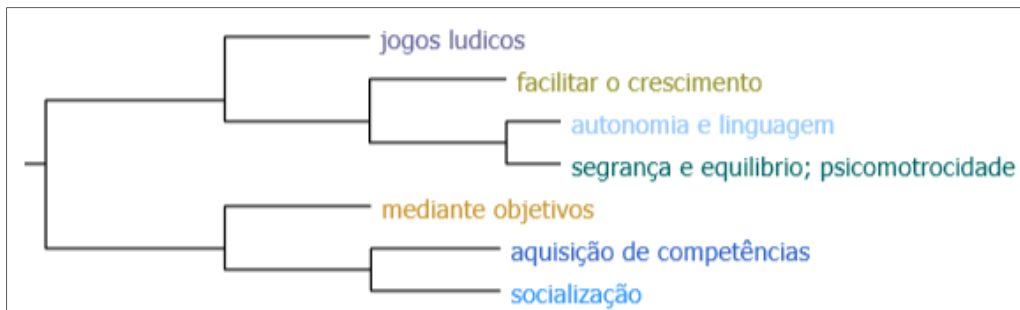 jogos ludicos
facilitar o crescimento
autonomia e linguagem
segrança e equilibrio; psicomotrocidade
mediante objetivos
aquisição de competências
socialização